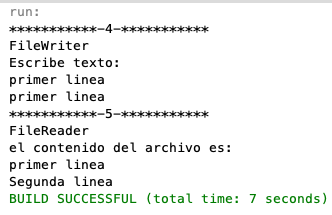 run:
***********-4-***********
FileWriter
Escribe texto:
primer linea
primer linea
***********-5-***********
FileReader
el contenido del archivo es:
primer linea
Segunda linea
BUILD SUCCESSFUL (total time: 7 seconds)